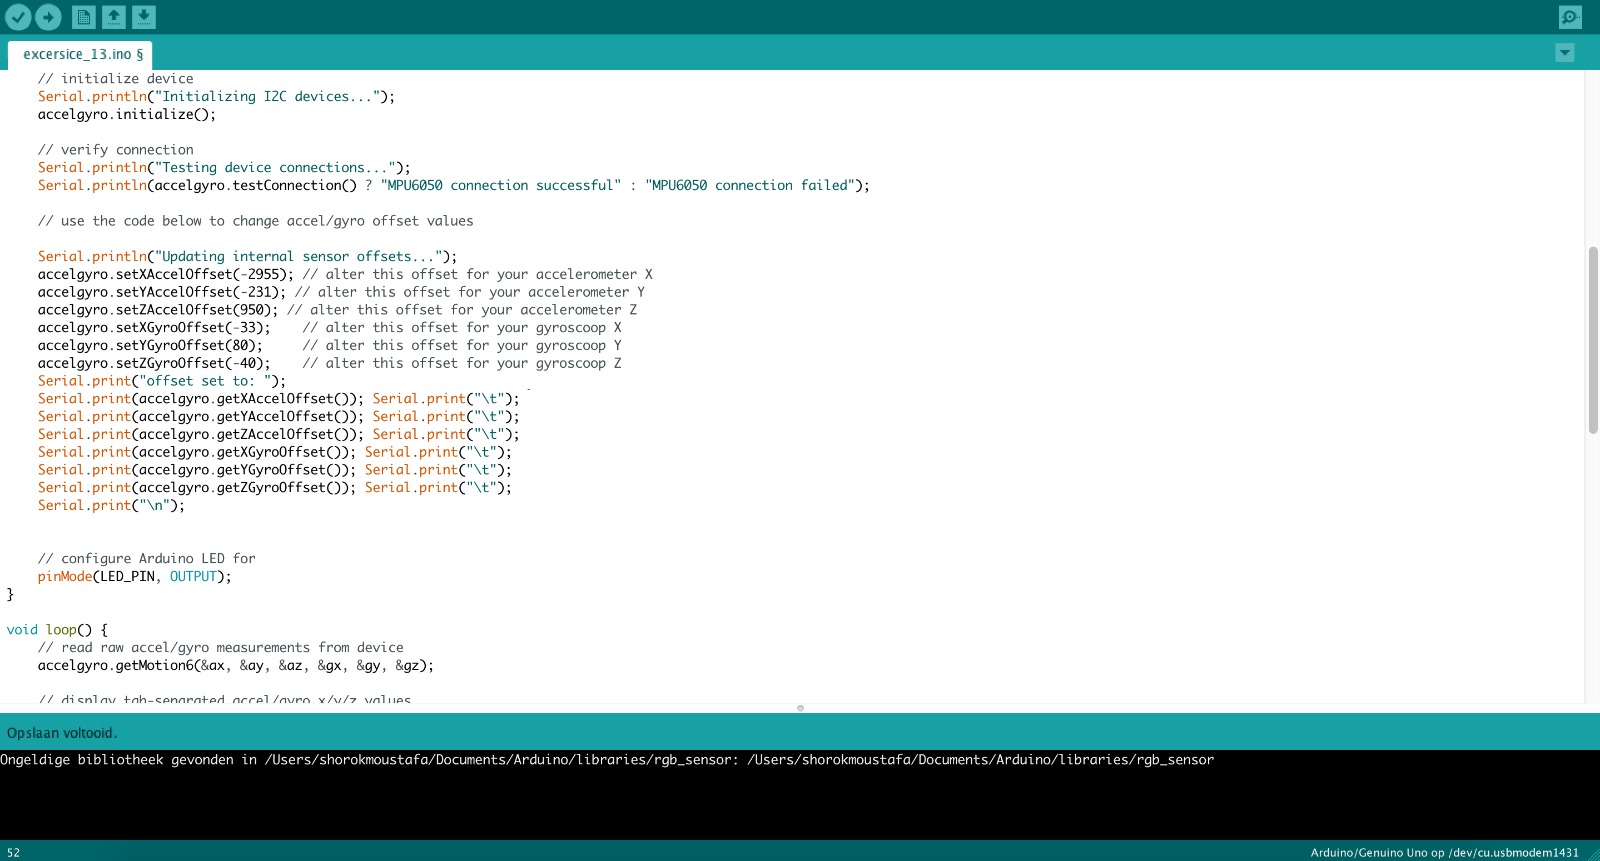 excersice_13.ino §
// initialize device
Serial.println("Initializing I2C devices...");
accelgyro.initialize();
// verify connection
Serial.println("Testing device connections...");
Serial.println(accelgyro.testConnection() ? "MPU6050 connection successful" : "MPU6050 connection failed");
// use the code below to change accel/gyro offset values
Serial.println("Updating internal sensor offsets...");
accelgyro.setXAccelOffset(-2955); // alter this offset for your accelerometer X
accelgyro.setYAccelOffset(-231); // alter this offset for your accelerometer Y
accelgyro.setZAccelOffset(950); // alter this offset for your accelerometer Z
accelgyro.setXGyroOffset(-33);    // alter this offset for your gyroscoop X
accelgyro.setYGyroOffset(80);     // alter this offset for your gyroscoop Y
accelgyro.setZGyroOffset(-40);    // alter this offset for your gyroscoop Z
Serial.print("offset set to: ");
Serial.print(accelgyro.getXAccelOffset()); Serial.print("\t");
Serial.print(accelgyro.getYAccelOffset()); Serial.print("\t");
Serial.print(accelgyro.getZAccelOffset()); Serial.print("\t");
Serial.print(accelgyro.getXGyroOffset()); Serial.print("\t");
Serial.print(accelgyro.getYGyroOffset()); Serial.print("\t");
Serial.print(accelgyro.getZGyroOffset()); Serial.print("\t");
Serial.print("\n");
// configure Arduino LED for
pinMode(LED_PIN, OUTPUT);
}
void loop() {
// read raw accel/gyro measurements from device
accelgyro.getMotion6(&ax, &ay, &az, &gx, &gy, &gz);
// display tab-separated accel/gyro x/y/z values
Opslaan voltooid.
Ongeldige bibliotheek gevonden in /Users/shorokmoustafa/Documents/Arduino/libraries/rgb_sensor: /Users/shorokmoustafa/Documents/Arduino/libraries/rgb_sensor
52
Arduino/Genuino Uno op /dev/cu.usbmodem1431